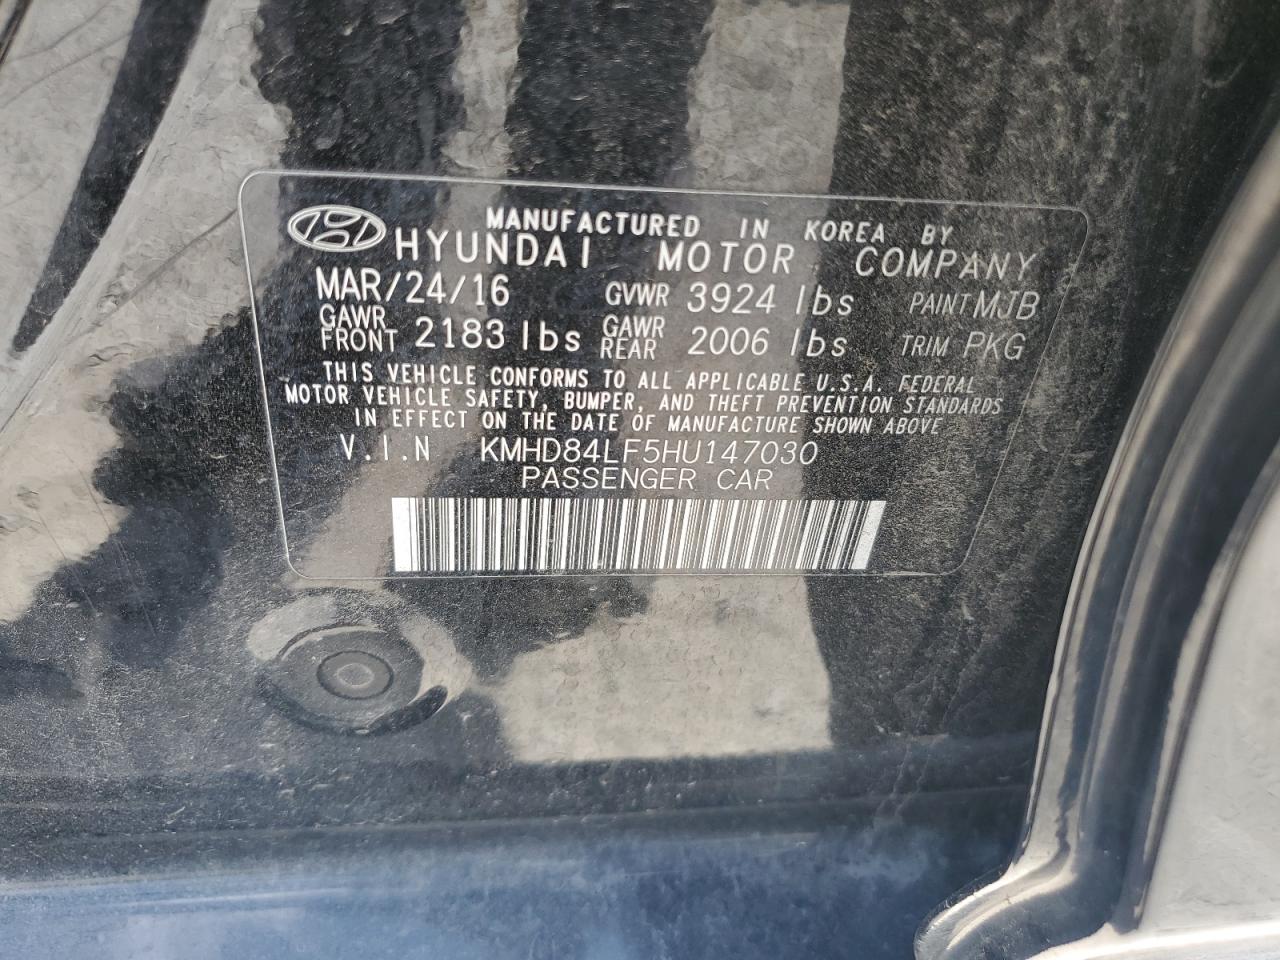 MANUFACTURED IN KOREA BY
HYUNDAI MOTOR COMPANY
MAR/24/16 GVWR 3924 lbs PAINT MJB
GAWR FRONT 2183 lbs GAWR REAR 2006 lbs TRIM PKG
THIS VEHICLE CONFORMS TO ALL APPLICABLE U.S.A. FEDERAL
MOTOR VEHICLE SAFETY, BUMPER, AND THEFT PREVENTION STANDARDS
IN EFFECT ON THE DATE OF MANUFACTURE SHOWN ABOVE
V.I.N KMHD84LF5HU147030
PASSENGER CAR